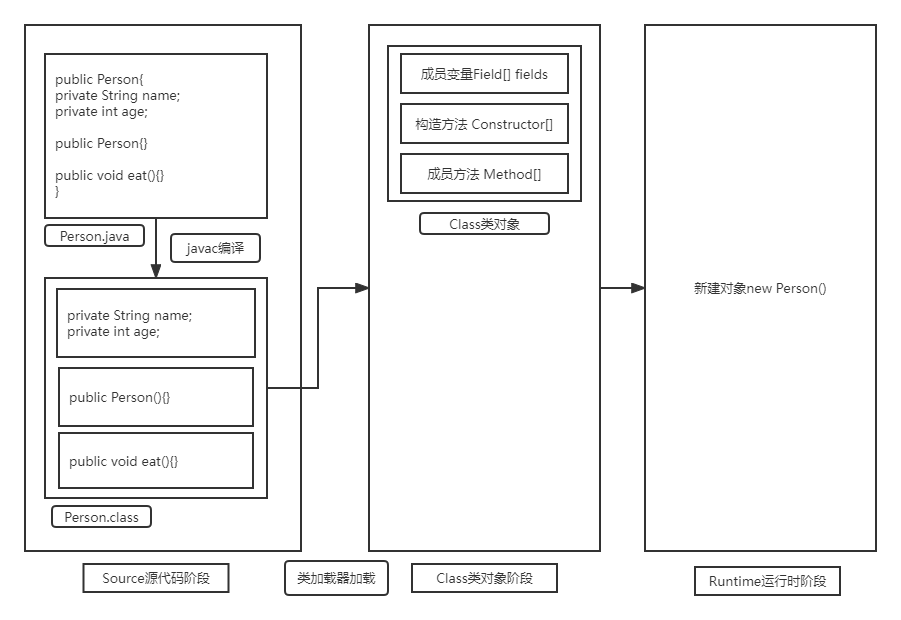 public Person{
private String name;
private int age;
public Person{}
public void eat(){}
}
Person.java
javac编译
private String name;
private int age;
public Person(){}
public void eat(){}
Person.class
Source源代码阶段
类加载器加载
成员变量Field[] fields
构造方法 Constructor[]
成员方法 Method[]
Class类对象
Class类对象阶段
新建对象new Person()
Runtime运行时阶段